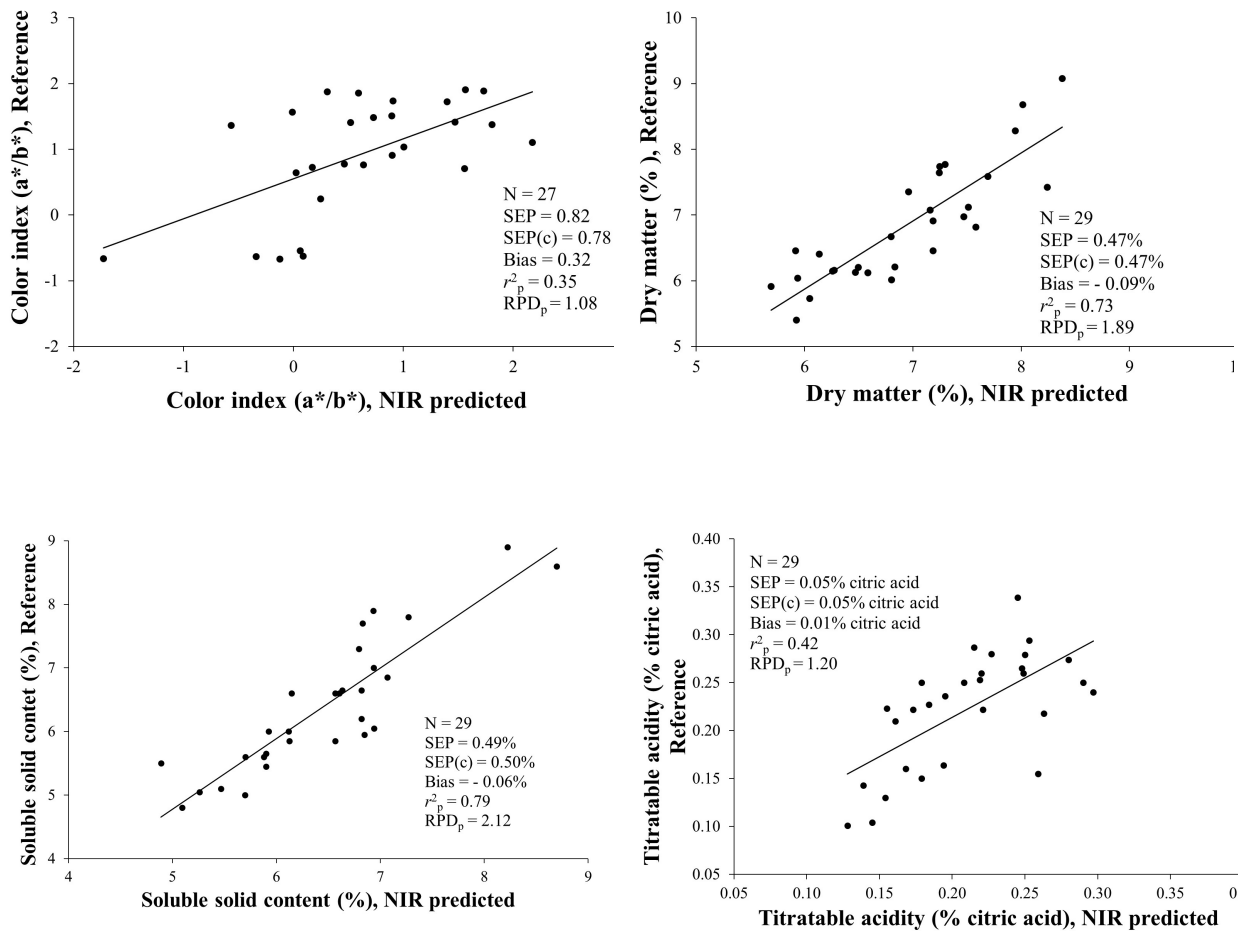 Color index (a*/b*), Reference
3
2
1
0
-1
-2
N = 27
SEP = 0.82
SEP(c) = 0.78
Bias = 0.32
r²ₚ = 0.35
RPDₚ = 1.08
-2 -1 0 1 2
Color index (a*/b*), NIR predicted
Dry matter (% ), Reference
10
9
8
7
6
5
N = 29
SEP = 0.47%
SEP(c) = 0.47%
Bias = - 0.09%
r²ₚ = 0.73
RPDₚ = 1.89
5 6 7 8 9
Dry matter (%), NIR predicted
Soluble solid contet (%), Reference
9
8
7
6
5
4
N = 29
SEP = 0.49%
SEP(c) = 0.50%
Bias = - 0.06%
r²ₚ = 0.79
RPDₚ = 2.12
4 5 6 7 8 9
Soluble solid content (%), NIR predicted
Titratable acidity (% citric acid),
Reference
0.40
0.35
0.30
0.25
0.20
0.15
0.10
0.05
N = 29
SEP = 0.05% citric acid
SEP(c) = 0.05% citric acid
Bias = 0.01% citric acid
r²ₚ = 0.42
RPDₚ = 1.20
0.05 0.10 0.15 0.20 0.25 0.30
Titratable acidity (% citric acid), NIR predicted